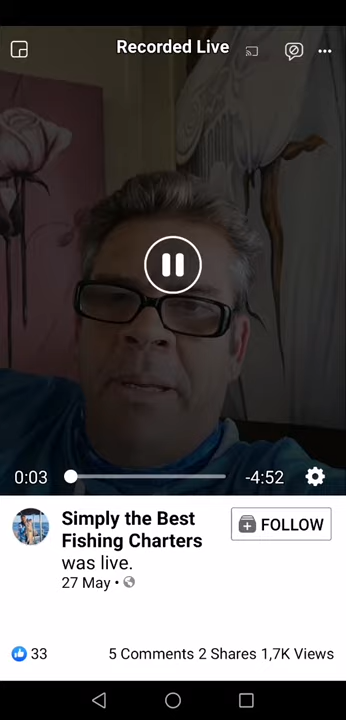 Recorded Live
0:03
-4:52
Simply the Best
Fishing Charters
was live.
27 May •
FOLLOW
33
5 Comments 2 Shares 1,7K Views